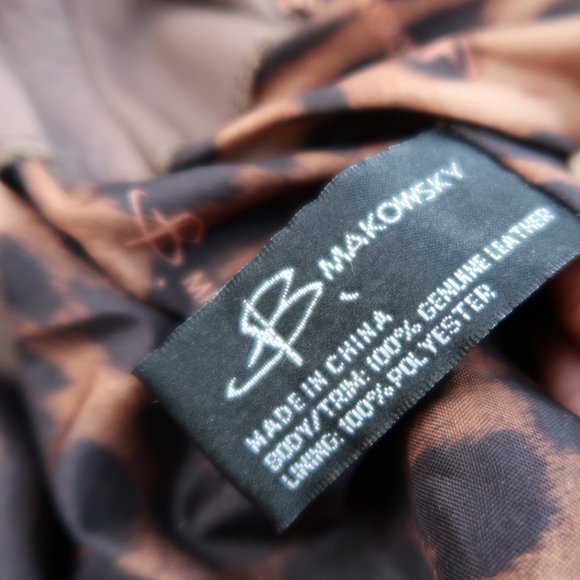 B. MAKOWSKY
MADE IN CHINA
BODY/TRIM: 100% GENUINE LEATHER
LINING: 100% POLYESTER